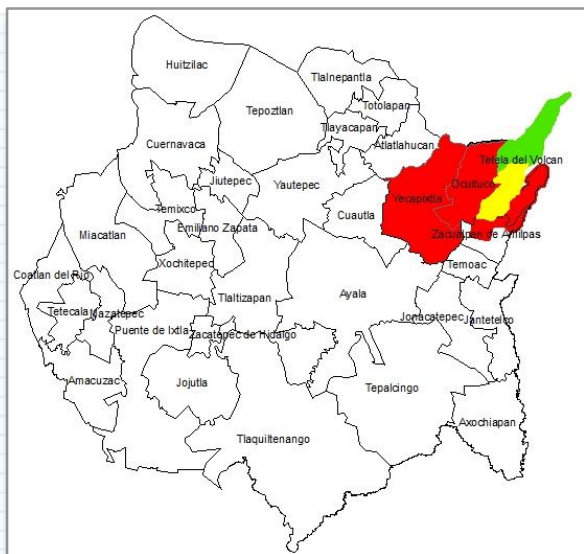 Huitzilac
Tlalnepantla
Tepoztlan
Totolapan
Tlayacapan
Cuernavaca
Atlatlahucan
Tetela del Volcan
Jiutepec
Yautepec
Ocuituco
Yecapixtla
Temixco
Cuautla
Emiliano Zapata
Miacatlan
Zacualpan de Amilpas
Xochitepec
Temoac
Coatlan del Rio
Tlaltizapan
Ayala
Tetecala
Mazatepec
Jonacatepec
Jantetelco
Puente de Ixtla
Zacatepec de Hidalgo
Amacuzac
Jojutla
Tepalcingo
Axochiapan
Tlaquiltenango